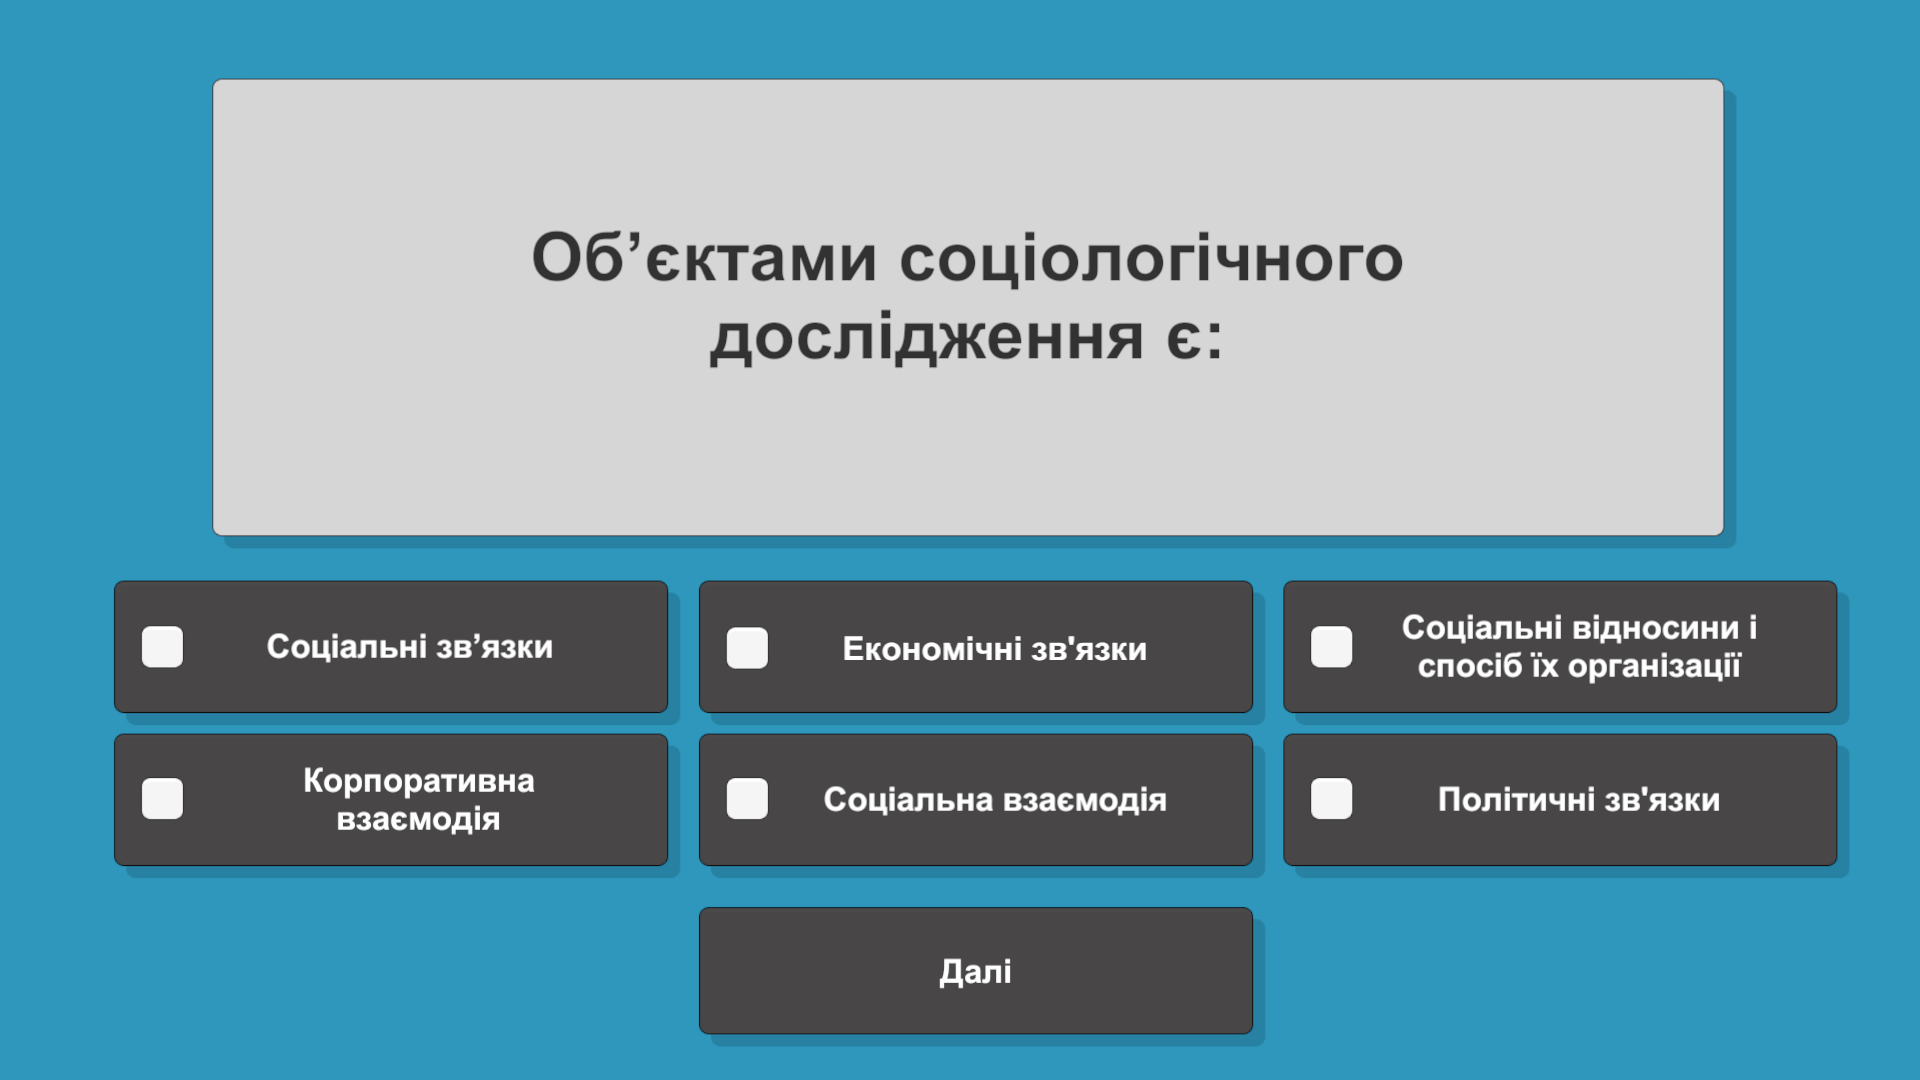 Об’єктами соціологічного
дослідження є:
Соціальні зв’язки
Економічні зв'язки
Соціальні відносини і
спосіб їх організації
Корпоративна
взаємодія
Соціальна взаємодія
Політичні зв'язки
Далі